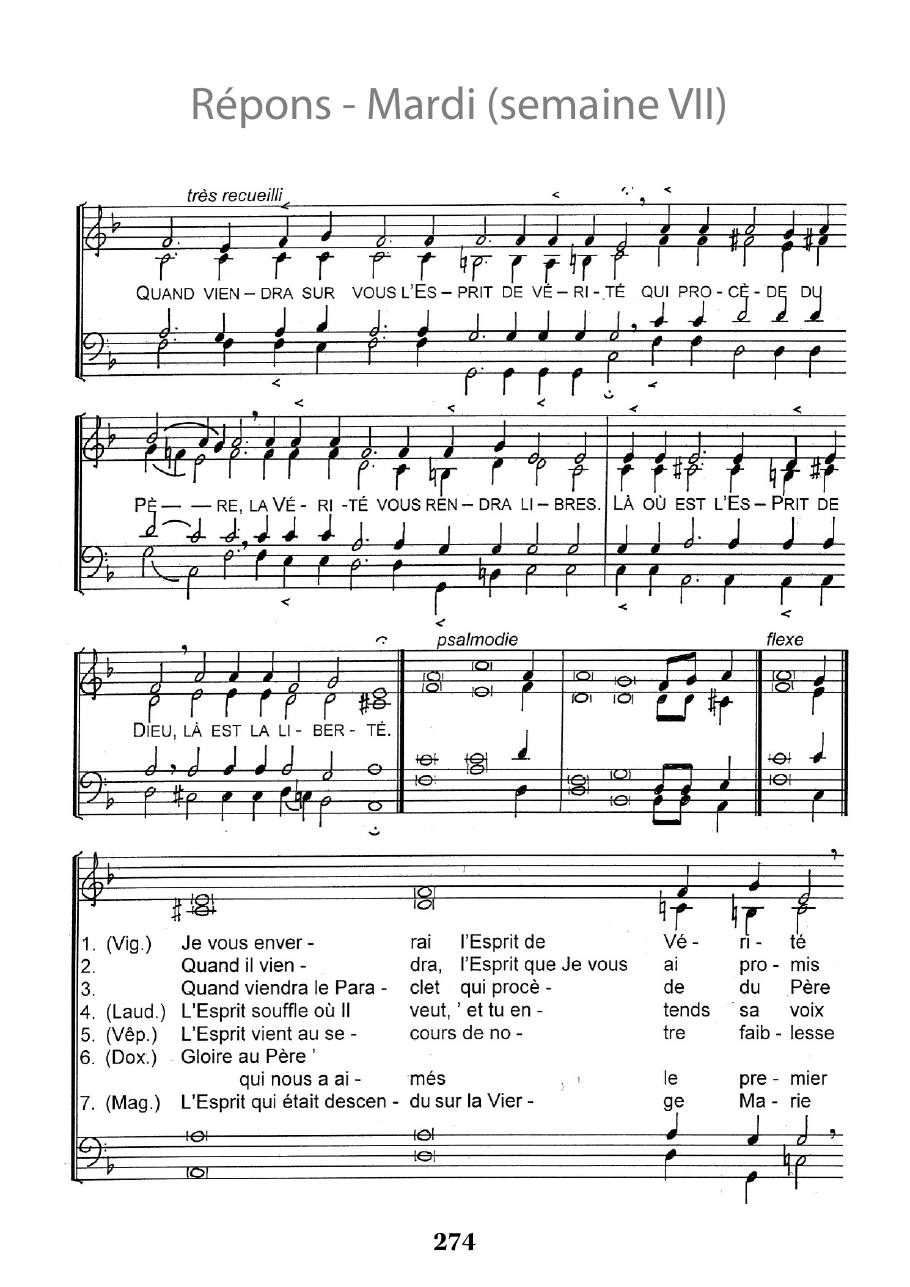 Répons - Mardi (semaine VII)
très recueilli
QUAND VIEN – DRA SUR VOUS L'ES – PRIT DE VÉ – RI - TÉ QUI PRO - CÈ - DE DU
PÈ — — RE, LA VÉ - RI - TÉ VOUS REN – DRA LI – BRES. LÀ OÙ EST L'ES – PRIT DE
psalmodie flexe
DIEU, LÀ EST LA LI - BER - TÉ.
1. (Vig.) Je vous enver - rai l'Esprit de Vé - ri - té
2. Quand il vien - dra, l'Esprit que Je vous ai pro - mis
3. Quand viendra le Para - clet qui procè - de du Père
4. (Laud.) L'Esprit souffle où Il veut, ' et tu en - tends sa voix
5. (Vêp.) L'Esprit vient au se - cours de no - tre faib - lesse
6. (Dox.) Gloire au Père '
qui nous a ai - més le pre - mier
7. (Mag.) L'Esprit qui était descen - du sur la Vier - ge Ma - rie
274